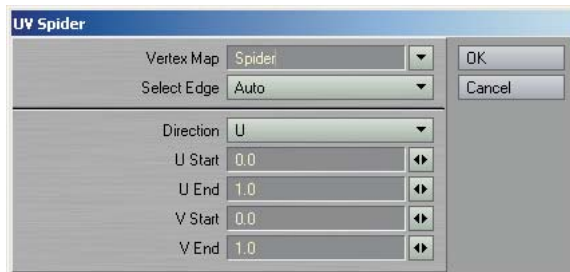 UV Spider
Vertex Map Spider OK
Select Edge Auto Cancel
Direction U
U Start 0.0
U End 1.0
V Start 0.0
V End 1.0